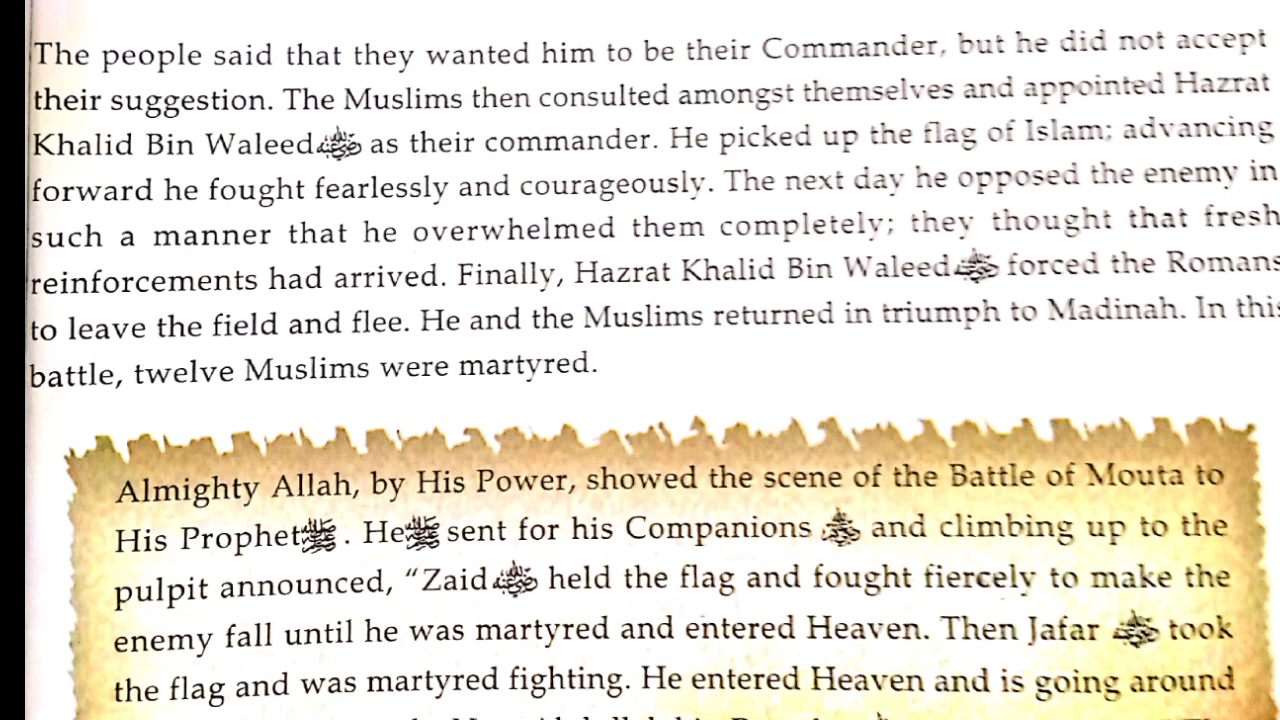 The people said that they wanted him to be their Commander, but he did not accept
their suggestion. The Muslims then consulted amongst themselves and appointed Hazrat
Khalid Bin Waleed as their commander. He picked up the flag of Islam; advancing
forward he fought fearlessly and courageously. The next day he opposed the enemy in
such a manner that he overwhelmed them completely; they thought that fresh
reinforcements had arrived. Finally, Hazrat Khalid Bin Waleed forced the Romans
to leave the field and flee. He and the Muslims returned in triumph to Madinah. In this
battle, twelve Muslims were martyred.
Almighty Allah, by His Power, showed the scene of the Battle of Mouta to
His Prophet ﷺ. He ﷺ sent for his Companions and climbing up to the
pulpit announced, “Zaid held the flag and fought fiercely to make the
enemy fall until he was martyred and entered Heaven. Then Jafar took
the flag and was martyred fighting. He entered Heaven and is going around